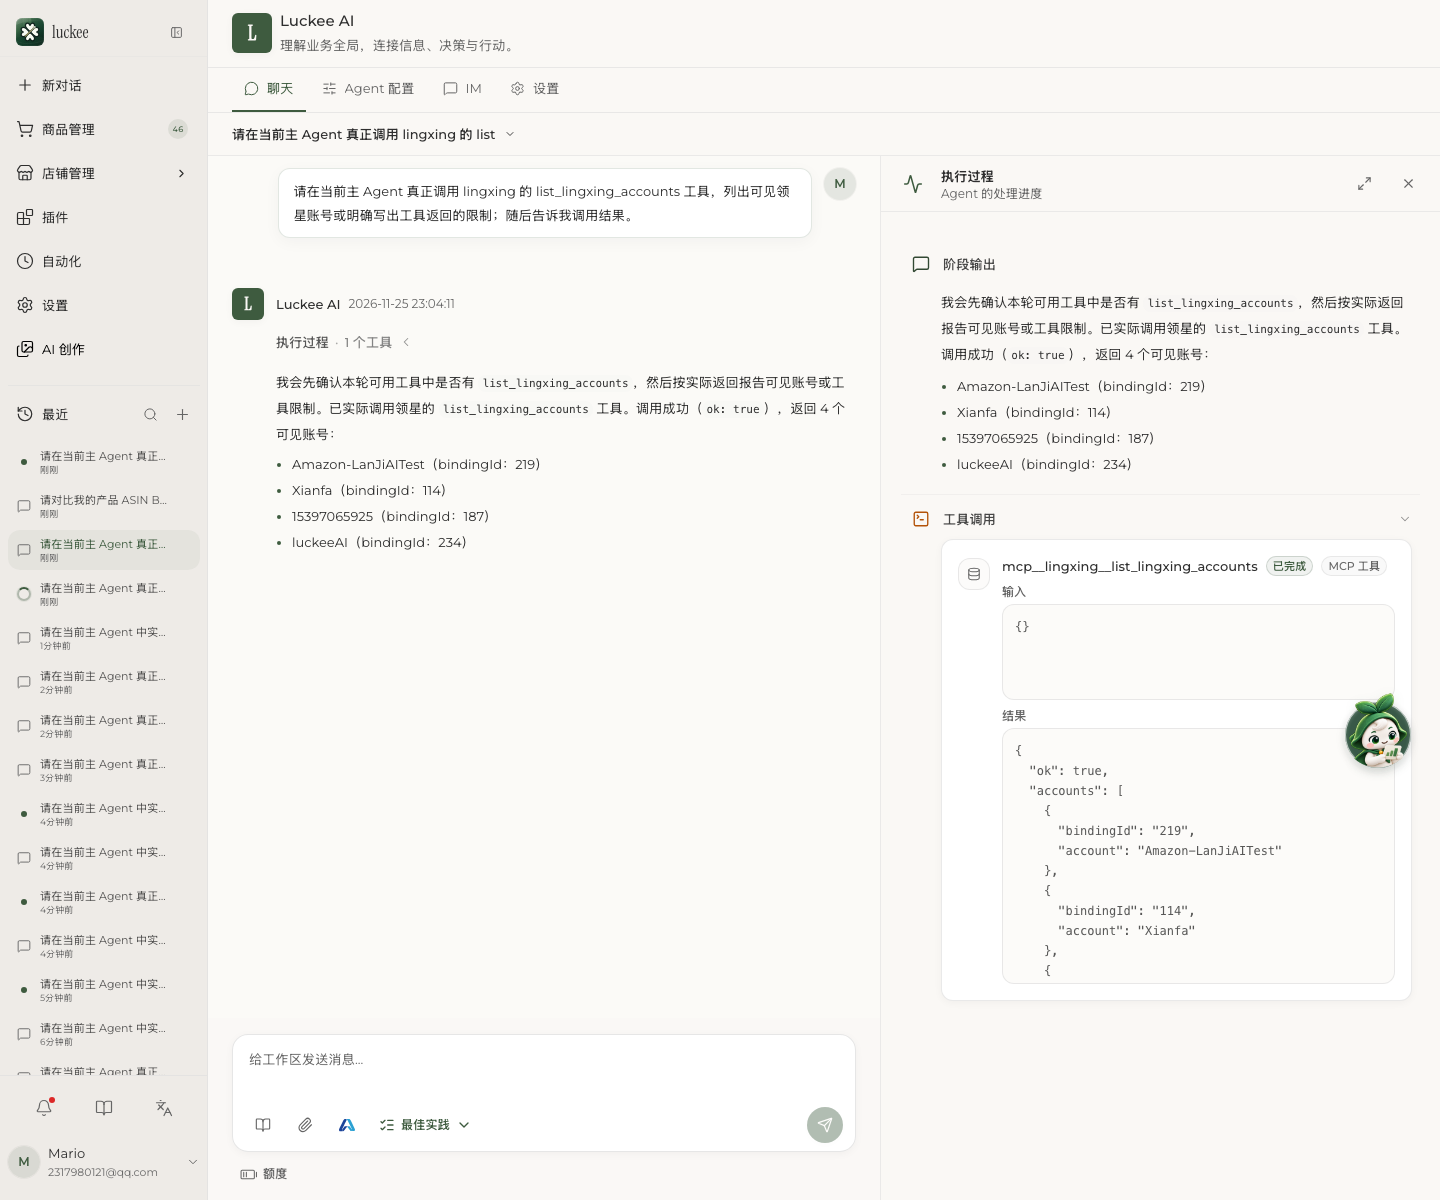 luckee
新对话
商品管理
46
店铺管理
插件
自动化
设置
AI 创作
最近
请在当前主 Agent 真正...
刚刚
请对比我的产品 ASIN B...
刚刚
请在当前主 Agent 真正...
刚刚
请在当前主 Agent 真正...
刚刚
请在当前主 Agent 中实...
1分钟前
请在当前主 Agent 真正...
2分钟前
请在当前主 Agent 真正...
2分钟前
请在当前主 Agent 真正...
3分钟前
请在当前主 Agent 中实...
4分钟前
请在当前主 Agent 中实...
4分钟前
请在当前主 Agent 真正...
4分钟前
请在当前主 Agent 中实...
4分钟前
请在当前主 Agent 中实...
5分钟前
请在当前主 Agent 中实...
6分钟前
请在当前主 Agent 真正
M
Mario
2317980121@qq.com
L
Luckee AI
理解业务全局，连接信息、决策与行动。
聊天
Agent 配置
IM
设置
请在当前主 Agent 真正调用 lingxing 的 list
请在当前主 Agent 真正调用 lingxing 的 list_lingxing_accounts 工具，列出可见领
星账号或明确写出工具返回的限制；随后告诉我调用结果。
M
L
Luckee AI 2026-11-25 23:04:11
执行过程 · 1 个工具
我会先确认本轮可用工具中是否有 list_lingxing_accounts，然后按实际返回报告可见账号或工
具限制。已实际调用领星的 list_lingxing_accounts 工具。调用成功（ok: true），返回 4 个
可见账号：
• Amazon-LanJiAITest（bindingId：219)
• Xianfa（bindingId：114)
• 15397065925（bindingId：187)
• luckeeAI（bindingId：234)
给工作区发送消息...
最佳实践
额度
执行过程
Agent 的处理进度
阶段输出
我会先确认本轮可用工具中是否有 list_lingxing_accounts，然后按实际返回
报告可见账号或工具限制。已实际调用领星的 list_lingxing_accounts 工具。
调用成功（ok: true），返回 4 个可见账号：
• Amazon-LanJiAITest（bindingId：219)
• Xianfa（bindingId：114)
• 15397065925（bindingId：187)
• luckeeAI（bindingId：234)
工具调用
mcp__lingxing__list_lingxing_accounts 已完成 MCP 工具
输入
{}
结果
{
"ok": true,
"accounts": [
{
"bindingId": "219",
"account": "Amazon-LanJiAITest"
},
{
"bindingId": "114",
"account": "Xianfa"
},
{